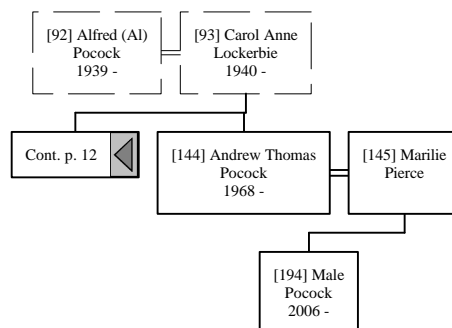 [92] Alfred (Al)
Pocock
1939 -
[93] Carol Anne
Lockerbie
1940 -
Cont. p. 12
[144] Andrew Thomas
Pocock
1968 -
[145] Marilie
Pierce
[194] Male
Pocock
2006 -